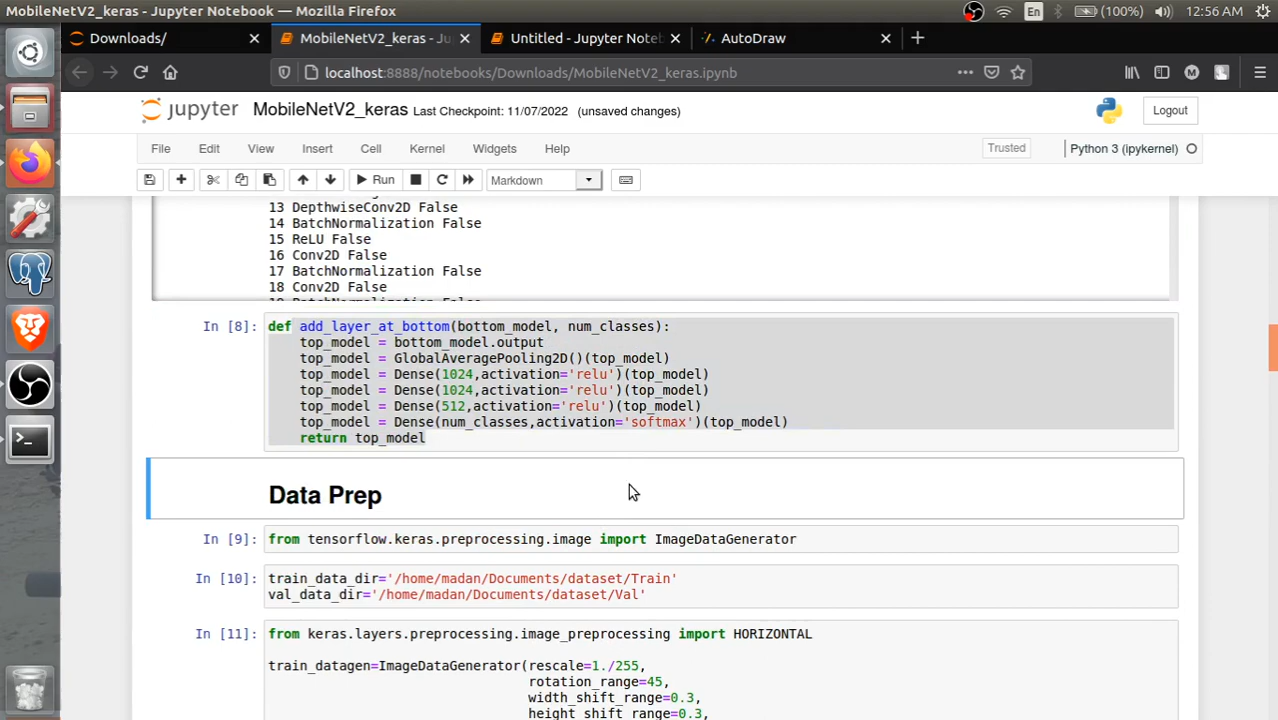 MobileNetV2_keras - Jupyter Notebook — Mozilla Firefox
En (100%) 12:56 AM
Downloads/ MobileNetV2_keras - Ju Untitled - Jupyter Noteb AutoDraw
localhost:8888/notebooks/Downloads/MobileNetV2_keras.ipynb
jupyter MobileNetV2_keras Last Checkpoint: 11/07/2022 (unsaved changes) Logout
File Edit View Insert Cell Kernel Widgets Help Trusted Python 3 (ipykernel)
Run Markdown
13 DepthwiseConv2D False
14 BatchNormalization False
15 ReLU False
16 Conv2D False
17 BatchNormalization False
18 Conv2D False
19 BatchNormalization False
In [8]: def add_layer_at_bottom(bottom_model, num_classes):
top_model = bottom_model.output
top_model = GlobalAveragePooling2D()(top_model)
top_model = Dense(1024,activation='relu')(top_model)
top_model = Dense(1024,activation='relu')(top_model)
top_model = Dense(512,activation='relu')(top_model)
top_model = Dense(num_classes,activation='softmax')(top_model)
return top_model
Data Prep
In [9]: from tensorflow.keras.preprocessing.image import ImageDataGenerator
In [10]: train_data_dir='/home/madan/Documents/dataset/Train'
val_data_dir='/home/madan/Documents/dataset/Val'
In [11]: from keras.layers.preprocessing.image_preprocessing import HORIZONTAL
train_datagen=ImageDataGenerator(rescale=1./255,
rotation_range=45,
width_shift_range=0.3,
height_shift_range=0.3,